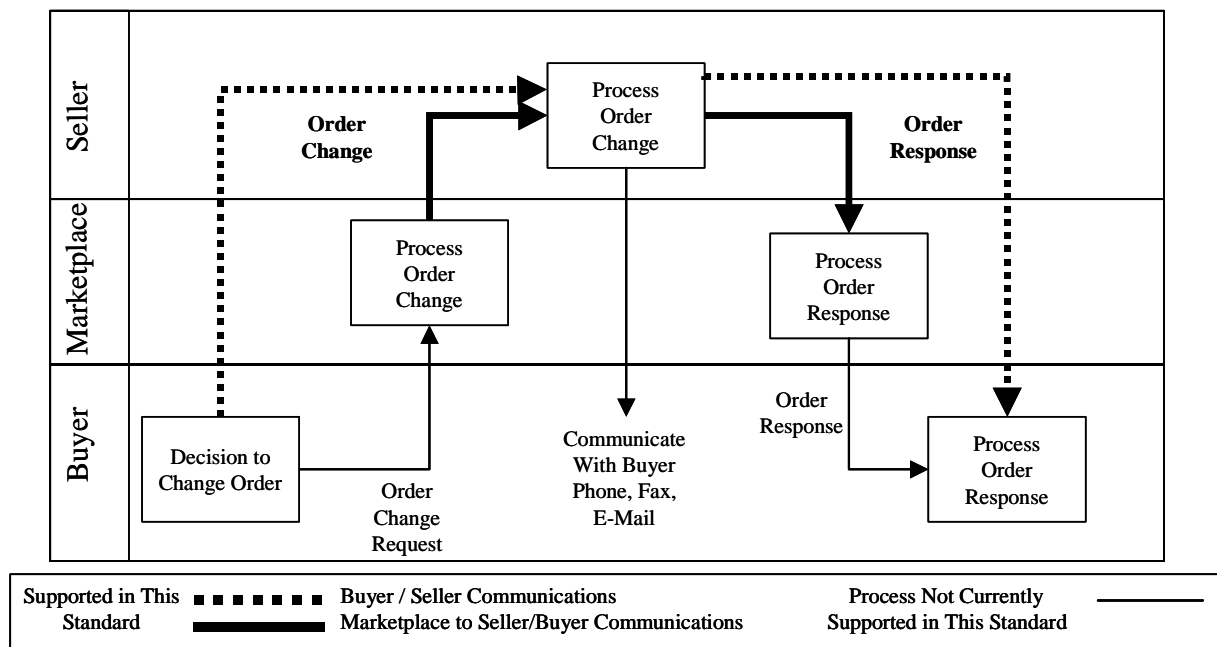 Seller
Process
Order
Change
Order
Change
Order
Response
Marketplace
Process
Order
Change
Process
Order
Response
Buyer
Decision to
Change Order
Order
Change
Request
Communicate
With Buyer
Phone, Fax,
E-Mail
Order
Response
Process
Order
Response
Supported in This
Standard
Buyer / Seller Communications
Marketplace to Seller/Buyer Communications
Process Not Currently
Supported in This Standard